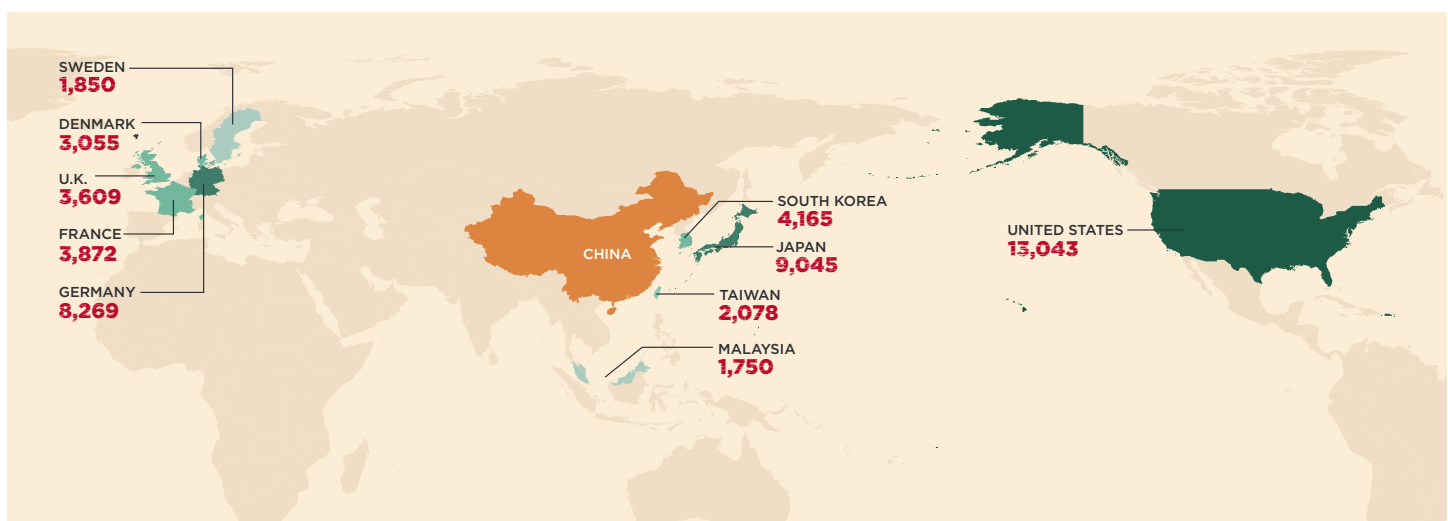 SWEDEN
1,850
DENMARK
3,055
U.K.
3,609
FRANCE
3,872
GERMANY
8,269
CHINA
SOUTH KOREA
4,165
JAPAN
9,045
TAIWAN
2,078
MALAYSIA
1,750
UNITED STATES
13,043